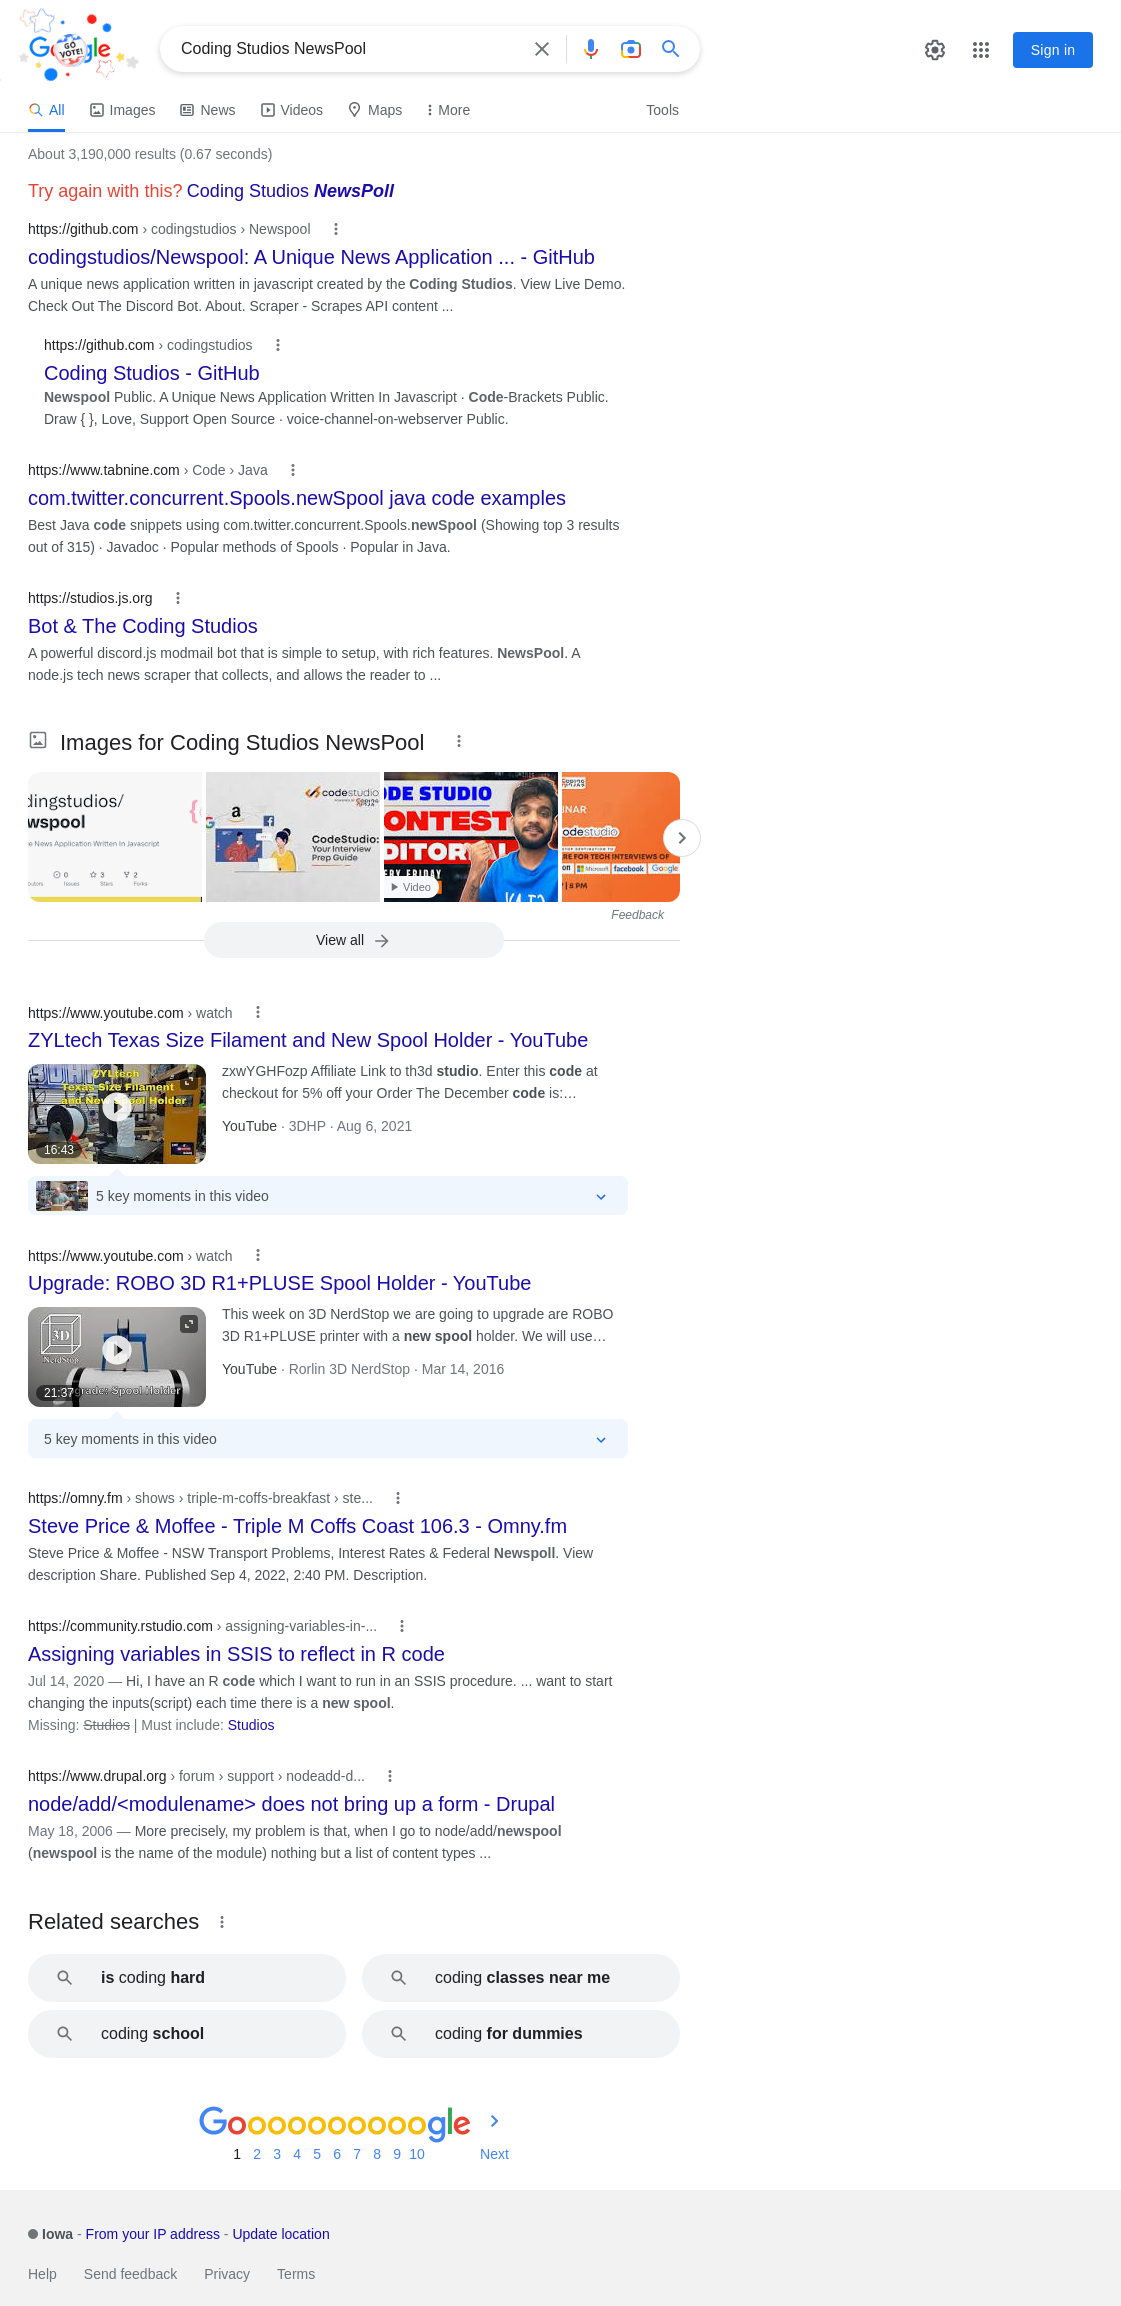 Google
GO VOTE!
Coding Studios NewsPool
Sign in
All Images News Videos Maps More Tools
About 3,190,000 results (0.67 seconds)
Try again with this? Coding Studios NewsPoll
https://github.com › codingstudios › Newspool
codingstudios/Newspool: A Unique News Application ... - GitHub
A unique news application written in javascript created by the Coding Studios. View Live Demo.
Check Out The Discord Bot. About. Scraper - Scrapes API content ...
https://github.com › codingstudios
Coding Studios - GitHub
Newspool Public. A Unique News Application Written In Javascript · Code-Brackets Public.
Draw { }, Love, Support Open Source · voice-channel-on-webserver Public.
https://www.tabnine.com › Code › Java
com.twitter.concurrent.Spools.newSpool java code examples
Best Java code snippets using com.twitter.concurrent.Spools.newSpool (Showing top 3 results
out of 315) · Javadoc · Popular methods of Spools · Popular in Java.
https://studios.js.org
Bot & The Coding Studios
A powerful discord.js modmail bot that is simple to setup, with rich features. NewsPool. A
node.js tech news scraper that collects, and allows the reader to ...
Images for Coding Studios NewsPool
dingstudios/
wspool
e News Application Written In Javascript
0 3 2
Issues Stars Forks
codestudio
CodeStudio:
Your Interview
Prep Guide
ODE STUDIO
CONTEST
DITORIAL
ERY FRIDAY
Video
INAR
odestudio
RE FOR TECH INTERVIEWS OF
on Microsoft facebook Google
| 8 PM
Feedback
View all
https://www.youtube.com › watch
ZYLtech Texas Size Filament and New Spool Holder - YouTube
ZYLtech
Texas Size Filament
and New Spool Holder
16:43
zxwYGHFozp Affiliate Link to th3d studio. Enter this code at
checkout for 5% off your Order The December code is:...
YouTube · 3DHP · Aug 6, 2021
5 key moments in this video
https://www.youtube.com › watch
Upgrade: ROBO 3D R1+PLUSE Spool Holder - YouTube
3D
NerdStop
21:37
grade: Spool Holder
This week on 3D NerdStop we are going to upgrade are ROBO
3D R1+PLUSE printer with a new spool holder. We will use...
YouTube · Rorlin 3D NerdStop · Mar 14, 2016
5 key moments in this video
https://omny.fm › shows › triple-m-coffs-breakfast › ste...
Steve Price & Moffee - Triple M Coffs Coast 106.3 - Omny.fm
Steve Price & Moffee - NSW Transport Problems, Interest Rates & Federal Newspoll. View
description Share. Published Sep 4, 2022, 2:40 PM. Description.
https://community.rstudio.com › assigning-variables-in-...
Assigning variables in SSIS to reflect in R code
Jul 14, 2020 — Hi, I have an R code which I want to run in an SSIS procedure. ... want to start
changing the inputs(script) each time there is a new spool.
Missing: Studios | Must include: Studios
https://www.drupal.org › forum › support › nodeadd-d...
node/add/<modulename> does not bring up a form - Drupal
May 18, 2006 — More precisely, my problem is that, when I go to node/add/newspool
(newspool is the name of the module) nothing but a list of content types ...
Related searches
is coding hard
coding classes near me
coding school
coding for dummies
Goooooooooogle
1 2 3 4 5 6 7 8 9 10 Next
Iowa - From your IP address - Update location
Help Send feedback Privacy Terms